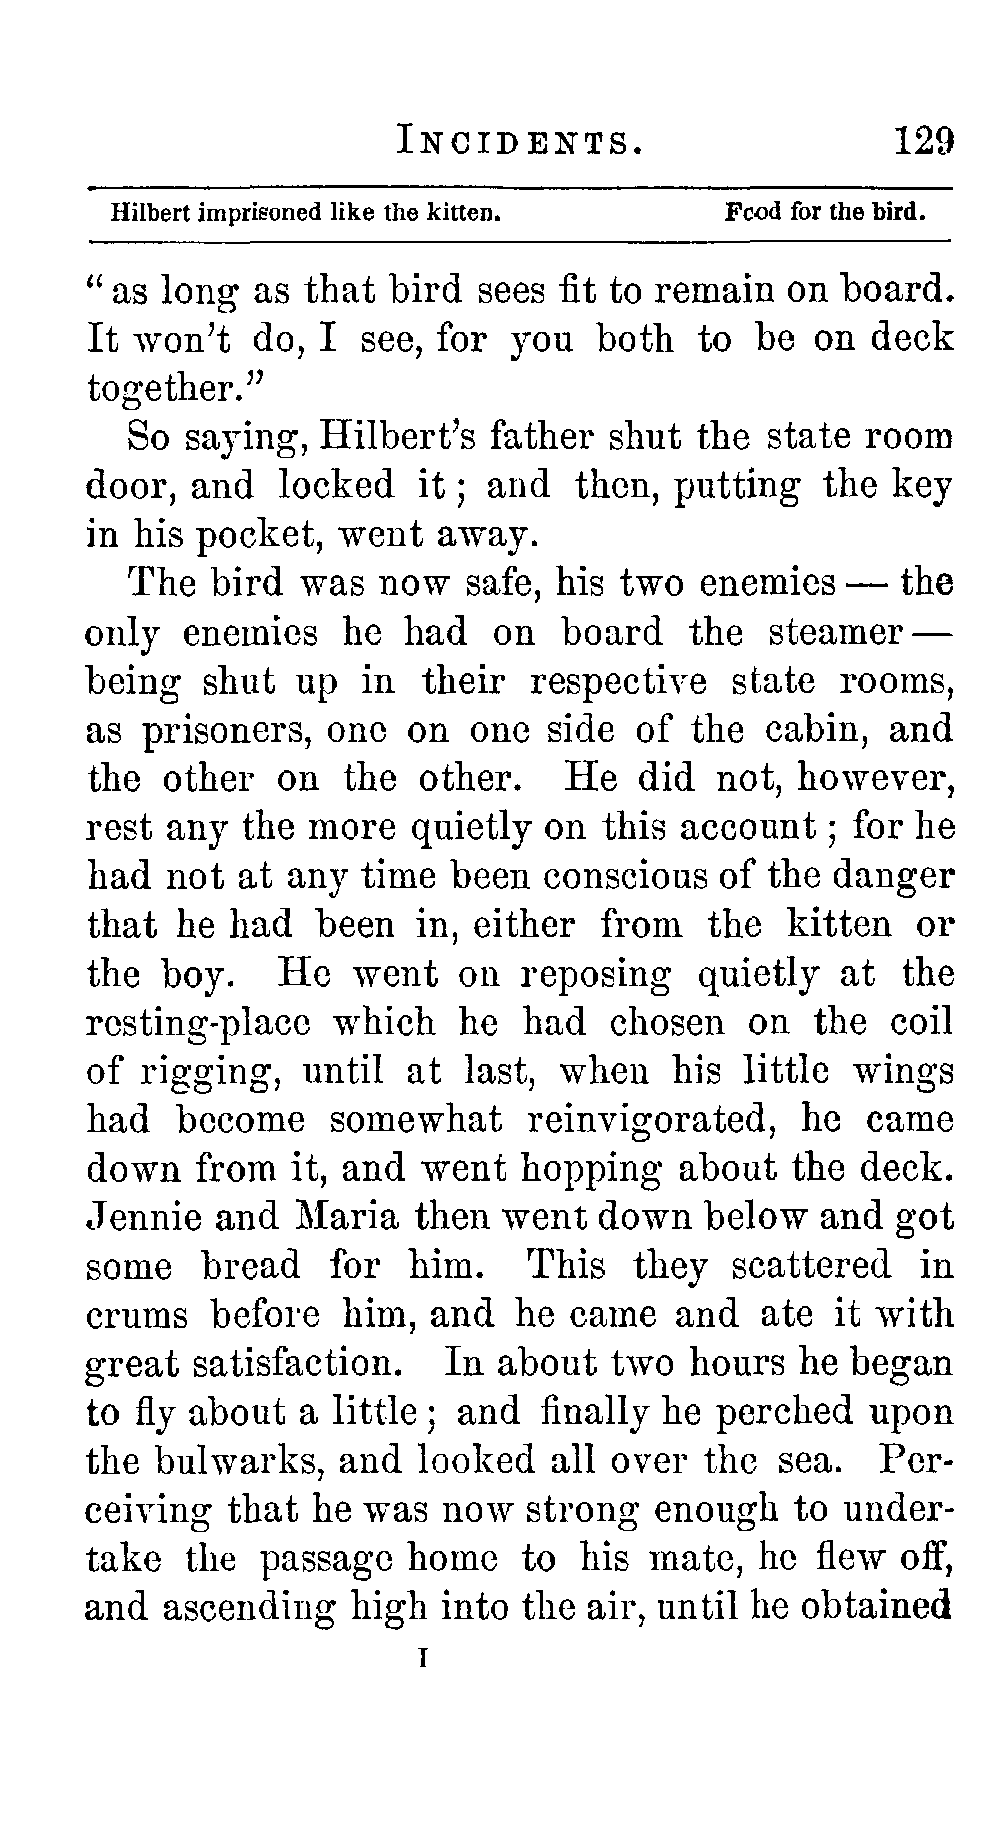 INCIDENTS. 129
Hilbert imprisoned like the kitten. Food for the bird.
“as long as that bird sees fit to remain on board.
It won’t do, I see, for you both to be on deck
together.”
So saying, Hilbert’s father shut the state room
door, and locked it; and then, putting the key
in his pocket, went away.
The bird was now safe, his two enemies — the
only enemies he had on board the steamer —
being shut up in their respective state rooms,
as prisoners, one on one side of the cabin, and
the other on the other. He did not, however,
rest any the more quietly on this account; for he
had not at any time been conscious of the danger
that he had been in, either from the kitten or
the boy. He went on reposing quietly at the
resting-place which he had chosen on the coil
of rigging, until at last, when his little wings
had become somewhat reinvigorated, he came
down from it, and went hopping about the deck.
Jennie and Maria then went down below and got
some bread for him. This they scattered in
crums before him, and he came and ate it with
great satisfaction. In about two hours he began
to fly about a little; and finally he perched upon
the bulwarks, and looked all over the sea. Per-
ceiving that he was now strong enough to under-
take the passage home to his mate, he flew off,
and ascending high into the air, until he obtained
I